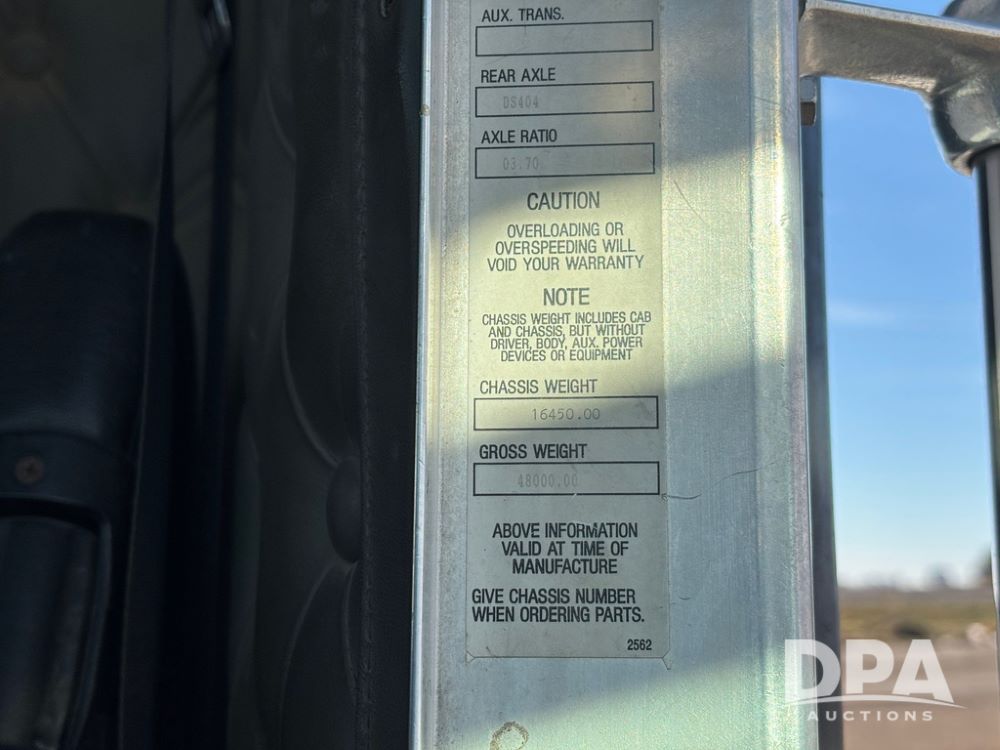 AUX. TRANS.
REAR AXLE
DS404
AXLE RATIO
03.70
CAUTION
OVERLOADING OR
OVERSPEEDING WILL
VOID YOUR WARRANTY
NOTE
CHASSIS WEIGHT INCLUDES CAB
AND CHASSIS, BUT WITHOUT
DRIVER, BODY, AUX. POWER
DEVICES OR EQUIPMENT
CHASSIS WEIGHT
16450.00
GROSS WEIGHT
48000.00
ABOVE INFORMATION
VALID AT TIME OF
MANUFACTURE
GIVE CHASSIS NUMBER
WHEN ORDERING PARTS.
2562
DPA
AUCTIONS